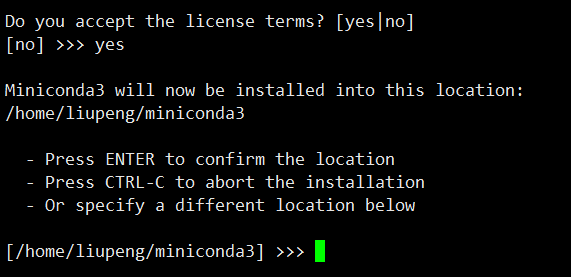 Do you accept the license terms? [yes|no]
[no] >>> yes
Miniconda3 will now be installed into this location:
/home/liupeng/miniconda3
- Press ENTER to confirm the location
- Press CTRL-C to abort the installation
- Or specify a different location below
[/home/liupeng/miniconda3] >>>